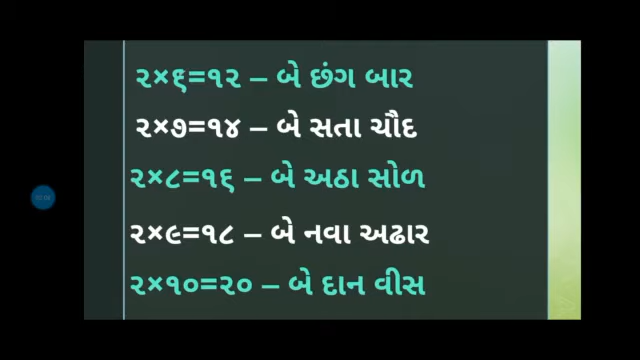 ૨×૬=૧૨ – બે છંગ બાર
૨×૭=૧૪ – બે સતા ચૌદ
૨×૮=૧૬ – બે અઠા સોળ
૨×૯=૧૮ – બે નવા અઢાર
૨×૧૦=૨૦ – બે દાન વીસ